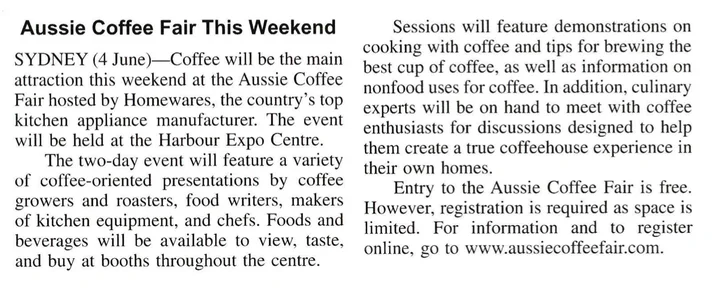 Aussie Coffee Fair This Weekend
SYDNEY (4 June)—Coffee will be the main
attraction this weekend at the Aussie Coffee
Fair hosted by Homewares, the country's top
kitchen appliance manufacturer. The event
will be held at the Harbour Expo Centre.
The two-day event will feature a variety
of coffee-oriented presentations by coffee
growers and roasters, food writers, makers
of kitchen equipment, and chefs. Foods and
beverages will be available to view, taste,
and buy at booths throughout the centre.
Sessions will feature demonstrations on
cooking with coffee and tips for brewing the
best cup of coffee, as well as information on
nonfood uses for coffee. In addition, culinary
experts will be on hand to meet with coffee
enthusiasts for discussions designed to help
them create a true coffeehouse experience in
their own homes.
Entry to the Aussie Coffee Fair is free.
However, registration is required as space is
limited. For information and to register
online, go to www.aussiecoffeefair.com.